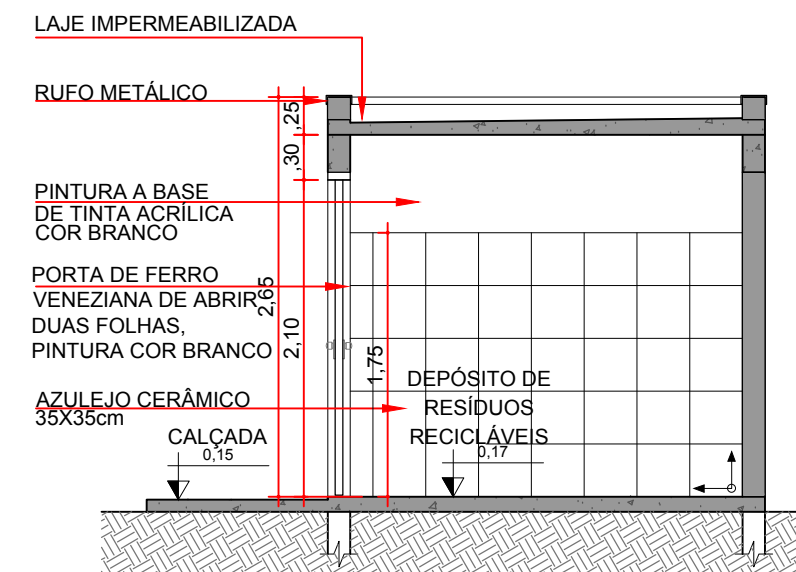 LAJE IMPERMEABILIZADA
RUFO METÁLICO
,25
,30
PINTURA A BASE
DE TINTA ACRÍLICA
COR BRANCO
PORTA DE FERRO
VENEZIANA DE ABRIR
DUAS FOLHAS,
PINTURA COR BRANCO
2,65
2,10
1,75
AZULEJO CERÂMICO
35X35cm
CALÇADA
0,15
DEPÓSITO DE
RESÍDUOS
RECICLÁVEIS
0,17